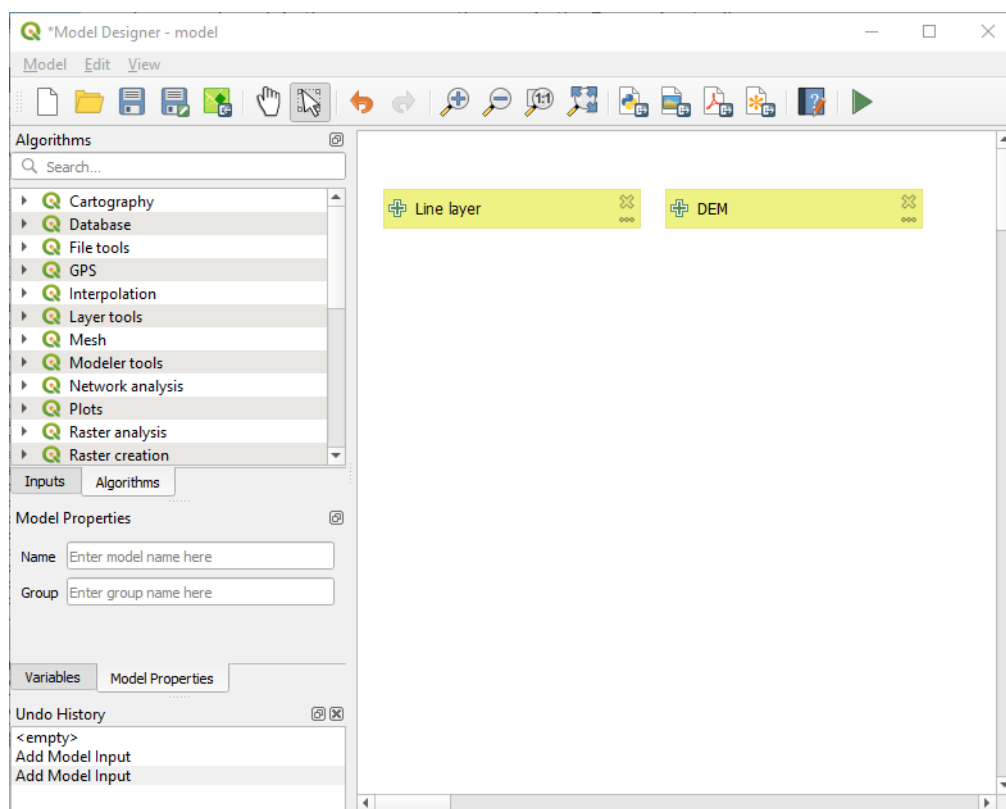 *Model Designer - model
Model Edit View
1:1
Algorithms
Search...
Cartography
Database
File tools
GPS
Interpolation
Layer tools
Mesh
Modeler tools
Network analysis
Plots
Raster analysis
Raster creation
Inputs Algorithms
Model Properties
Name Enter model name here
Group Enter group name here
Variables Model Properties
Undo History
<empty>
Add Model Input
Add Model Input
Line layer
DEM